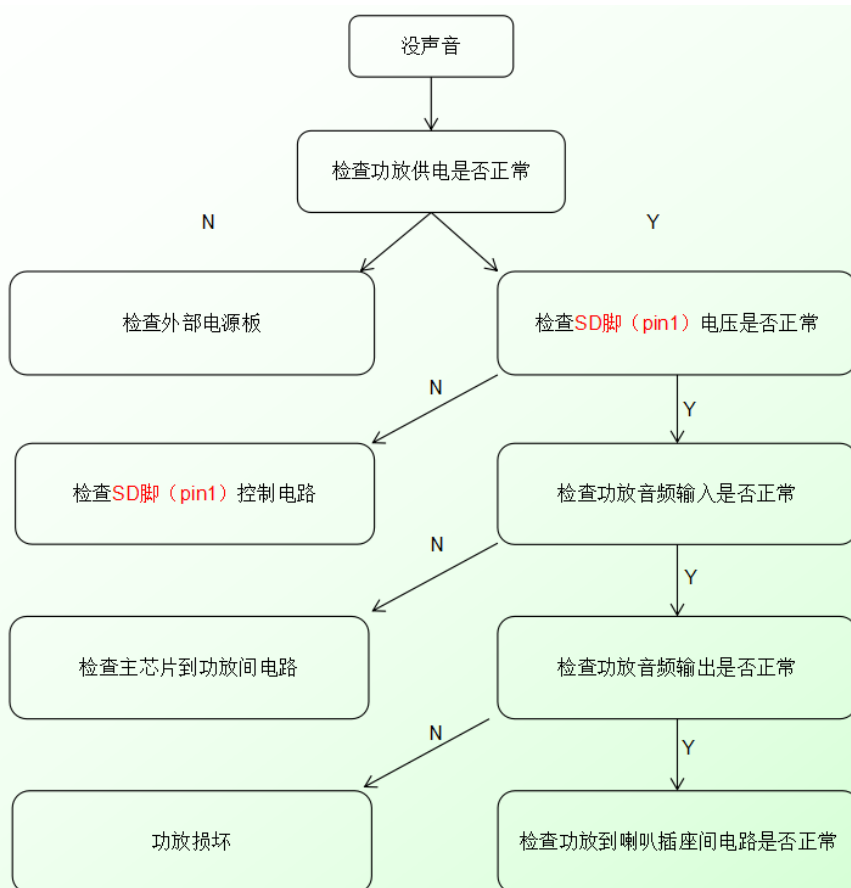 没声音
检查功放供电是否正常
N
Y
检查外部电源板
检查SD脚（pin1）电压是否正常
N
Y
检查SD脚（pin1）控制电路
检查功放音频输入是否正常
N
Y
检查主芯片到功放间电路
检查功放音频输出是否正常
N
Y
功放损坏
检查功放到喇叭插座间电路是否正常